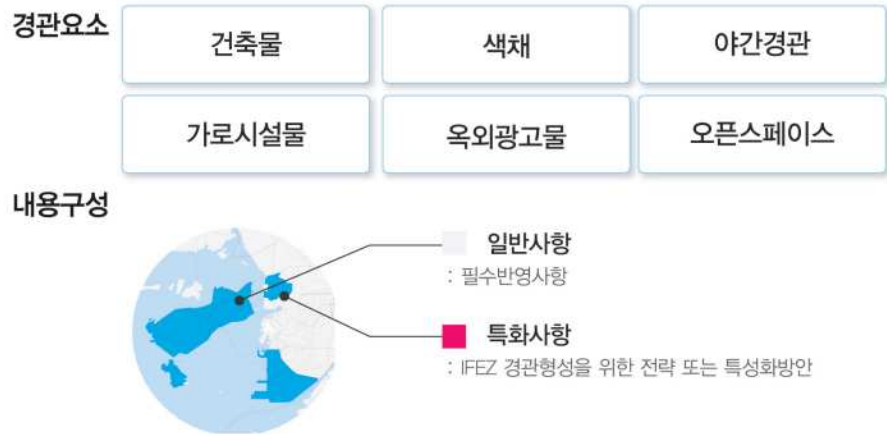 경관요소
건축물
색채
야간경관
가로시설물
옥외광고물
오픈스페이스
내용구성
일반사항
: 필수반영사항
특화사항
: IFEZ 경관형성을 위한 전략 또는 특성화방안